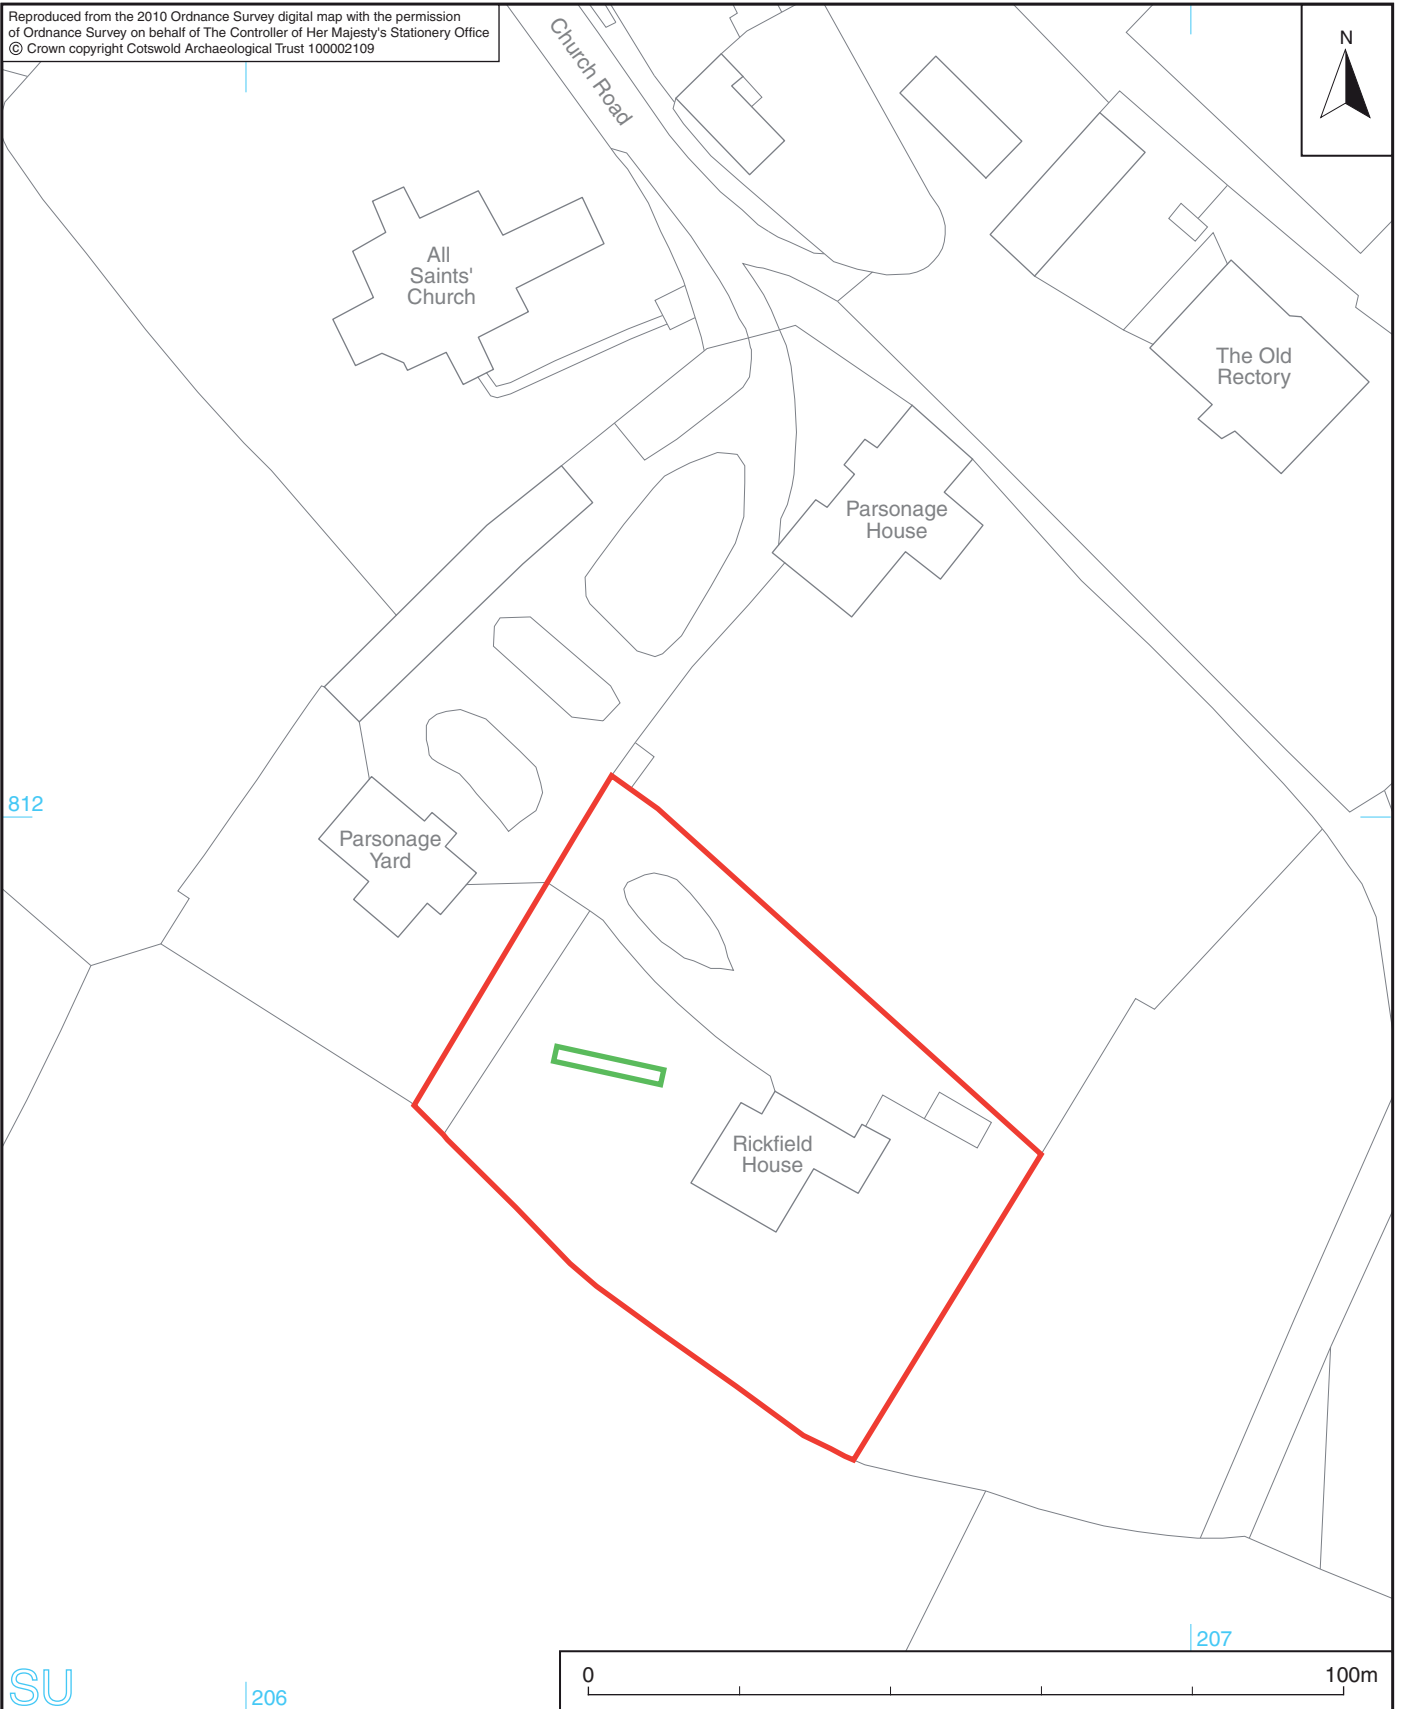 Reproduced from the 2010 Ordnance Survey digital map with the permission
of Ordnance Survey on behalf of The Controller of Her Majesty's Stationery Office
© Crown copyright Cotswold Archaeological Trust 100002109
N
Church Road
All
Saints'
Church
The Old
Rectory
Parsonage
House
812
Parsonage
Yard
Rickfield
House
207
SU
206
0
100m